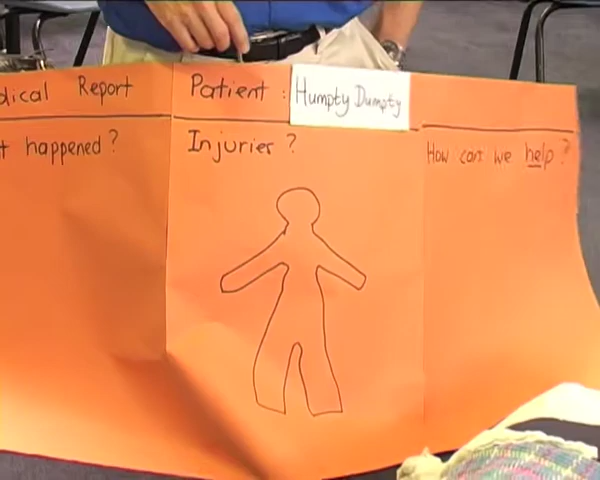 dical Report Patient : Humpty Dumpty
t happened ? Injuries ? How can we help ?